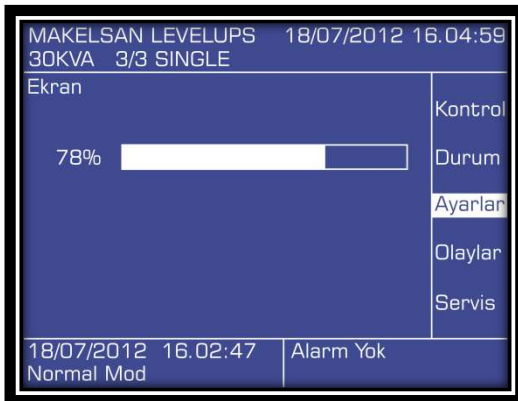 MAKELSAN LEVELUPS 18/07/2012 16.04:59
30KVA 3/3 SINGLE
Ekran
Kontrol
78%
Durum
Ayarlar
Olaylar
Servis
18/07/2012 16.02:47 Alarm Yok
Normal Mod